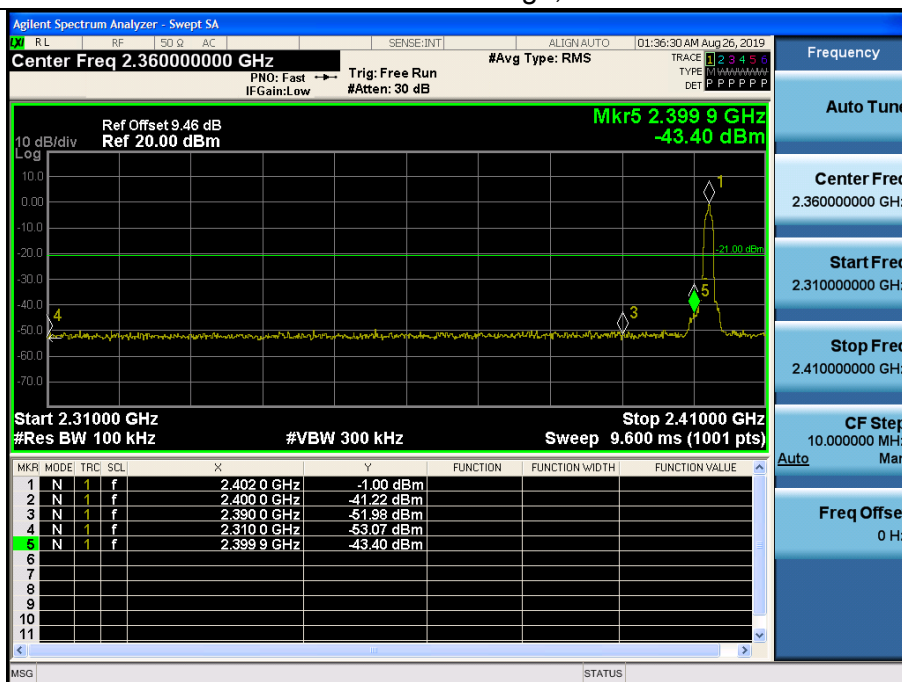 Agilent Spectrum Analyzer - Swept SA
LXI RL RF 50 Ω AC SENSE:INT ALIGN AUTO 01:36:30 AM Aug 26, 2019
Center Freq 2.360000000 GHz
PNO: Fast
IFGain:Low
Trig: Free Run
#Atten: 30 dB
#Avg Type: RMS
TRACE 1 2 3 4 5 6
TYPE M
DET P P P P P P
Mkr5 2.399 9 GHz
-43.40 dBm
10 dB/div
Log
Ref Offset 9.46 dB
Ref 20.00 dBm
10.0
0.00
-10.0
-20.0
-30.0
-40.0
-50.0
-60.0
-70.0
1
-21.00 dBm
5
3
4
Start 2.31000 GHz Stop 2.41000 GHz
#Res BW 100 kHz #VBW 300 kHz Sweep 9.600 ms (1001 pts)
MKR MODE TRC SCL X Y FUNCTION FUNCTION WIDTH FUNCTION VALUE
1 N 1 f 2.402 0 GHz -1.00 dBm
2 N 1 f 2.400 0 GHz -41.22 dBm
3 N 1 f 2.390 0 GHz -51.98 dBm
4 N 1 f 2.310 0 GHz -53.07 dBm
5 N 1 f 2.399 9 GHz -43.40 dBm
6
7
8
9
10
11
MSG STATUS
Frequency
Auto Tune
Center Freq
2.360000000 GHz
Start Freq
2.310000000 GHz
Stop Freq
2.410000000 GHz
CF Step
10.000000 MHz
Auto Man
Freq Offset
0 Hz